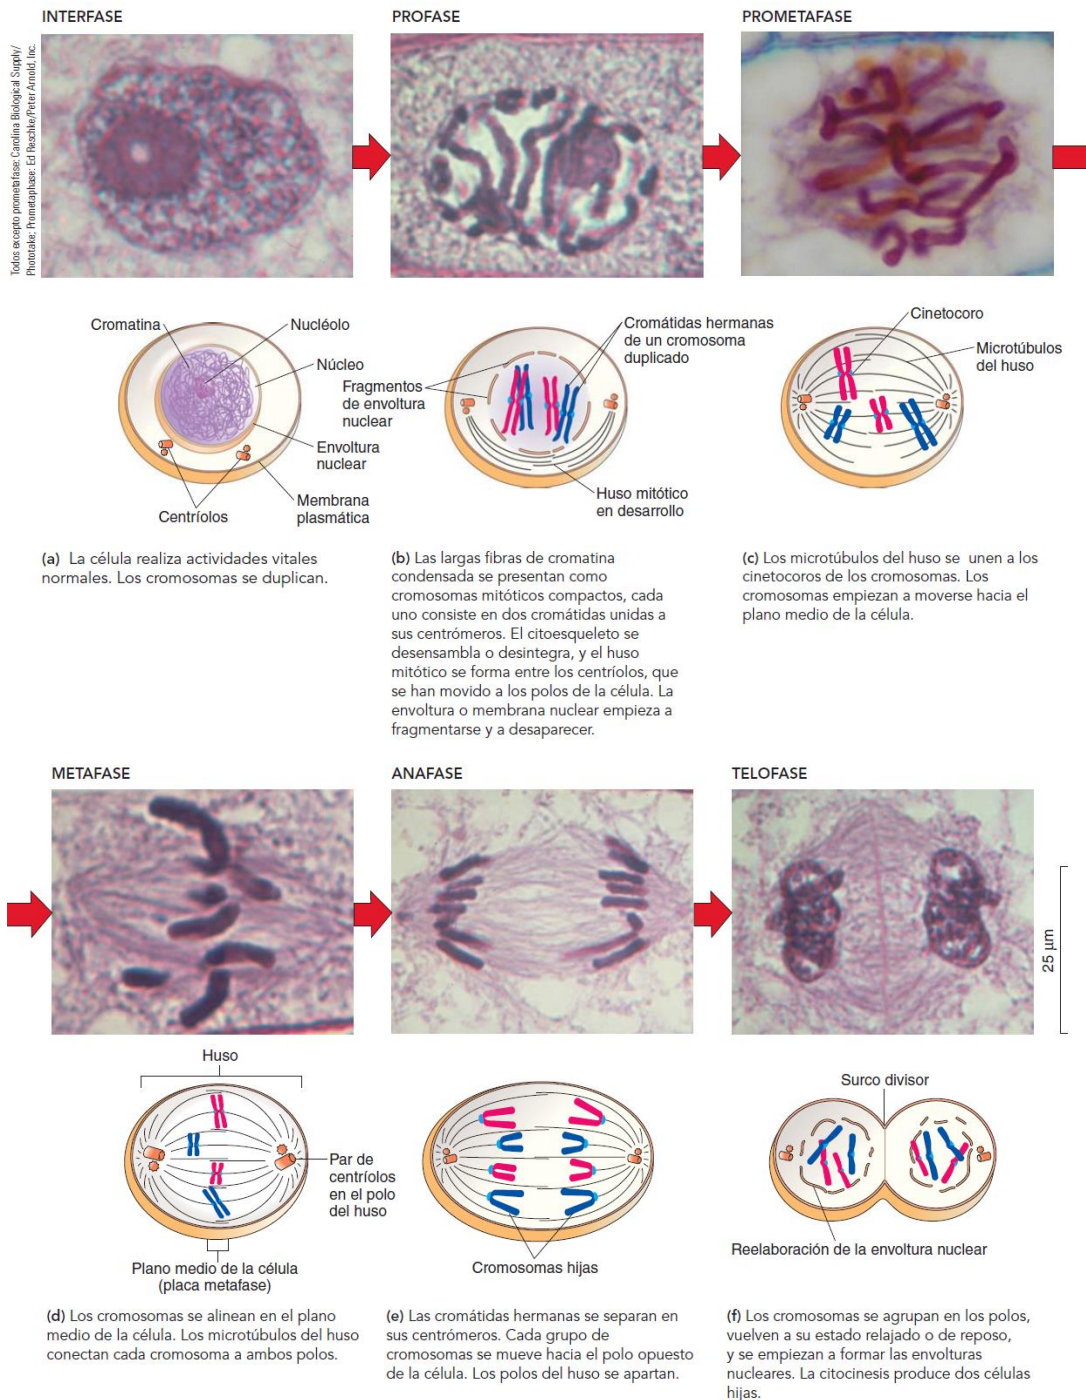 INTERFASE
PROFASE
PROMETAFASE
Todos excepto prometafase: Carolina Biological Supply/
Phototake; Prometaphase: Ed Reschke/Peter Arnold, Inc.
Cromatina
Nucléolo
Núcleo
Envoltura
nuclear
Membrana
plasmática
Centríolos
Fragmentos
de envoltura
nuclear
Cromátidas hermanas
de un cromosoma
duplicado
Huso mitótico
en desarrollo
Cinetocoro
Microtúbulos
del huso
(a) La célula realiza actividades vitales
normales. Los cromosomas se duplican.
(b) Las largas fibras de cromatina
condensada se presentan como
cromosomas mitóticos compactos, cada
uno consiste en dos cromátidas unidas a
sus centrómeros. El citoesqueleto se
desensambla o desintegra, y el huso
mitótico se forma entre los centríolos, que
se han movido a los polos de la célula. La
envoltura o membrana nuclear empieza a
fragmentarse y a desaparecer.
(c) Los microtúbulos del huso se unen a los
cinetocoros de los cromosomas. Los
cromosomas empiezan a moverse hacia el
plano medio de la célula.
METAFASE
ANAFASE
TELOFASE
25 µm
Huso
Par de
centríolos
en el polo
del huso
Plano medio de la célula
(placa metafase)
Cromosomas hijas
Surco divisor
Reelaboración de la envoltura nuclear
(d) Los cromosomas se alinean en el plano
medio de la célula. Los microtúbulos del huso
conectan cada cromosoma a ambos polos.
(e) Las cromátidas hermanas se separan en
sus centrómeros. Cada grupo de
cromosomas se mueve hacia el polo opuesto
de la célula. Los polos del huso se apartan.
(f) Los cromosomas se agrupan en los polos,
vuelven a su estado relajado o de reposo,
y se empiezan a formar las envolturas
nucleares. La citocinesis produce dos células
hijas.